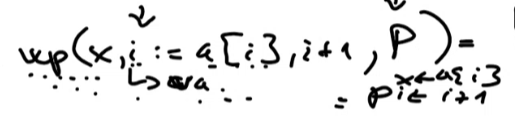 wp(x,i := a[i],i+1,P) =
= P x←a[i]
i←i+1